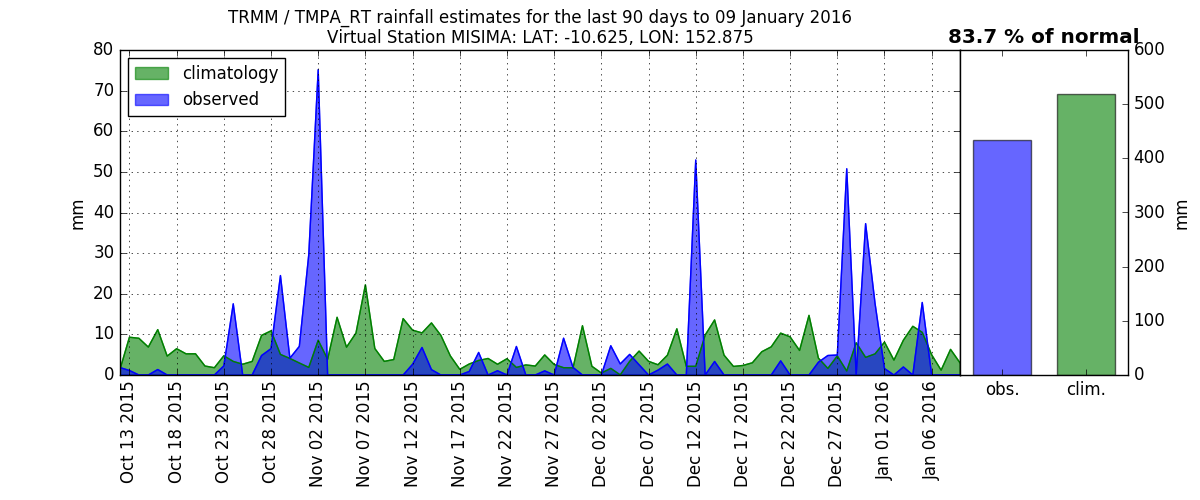 TRMM / TMPA_RT rainfall estimates for the last 90 days to 09 January 2016
Virtual Station MISIMA: LAT: -10.625, LON: 152.875
83.7 % of normal
climatology
observed
80
70
60
50
40
30
20
10
0
mm
Oct 13 2015
Oct 18 2015
Oct 23 2015
Oct 28 2015
Nov 02 2015
Nov 07 2015
Nov 12 2015
Nov 17 2015
Nov 22 2015
Nov 27 2015
Dec 02 2015
Dec 07 2015
Dec 12 2015
Dec 17 2015
Dec 22 2015
Dec 27 2015
Jan 01 2016
Jan 06 2016
600
500
400
300
200
100
0
mm
obs.
clim.